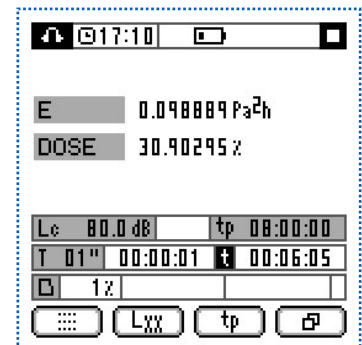 17:10
E 0.098889 Pa²h
DOSE 30.90295 %
Lc 80.0 dB tp 08:00:00
T 01" 00:00:01 t 00:06:05
1%
Lxx tp